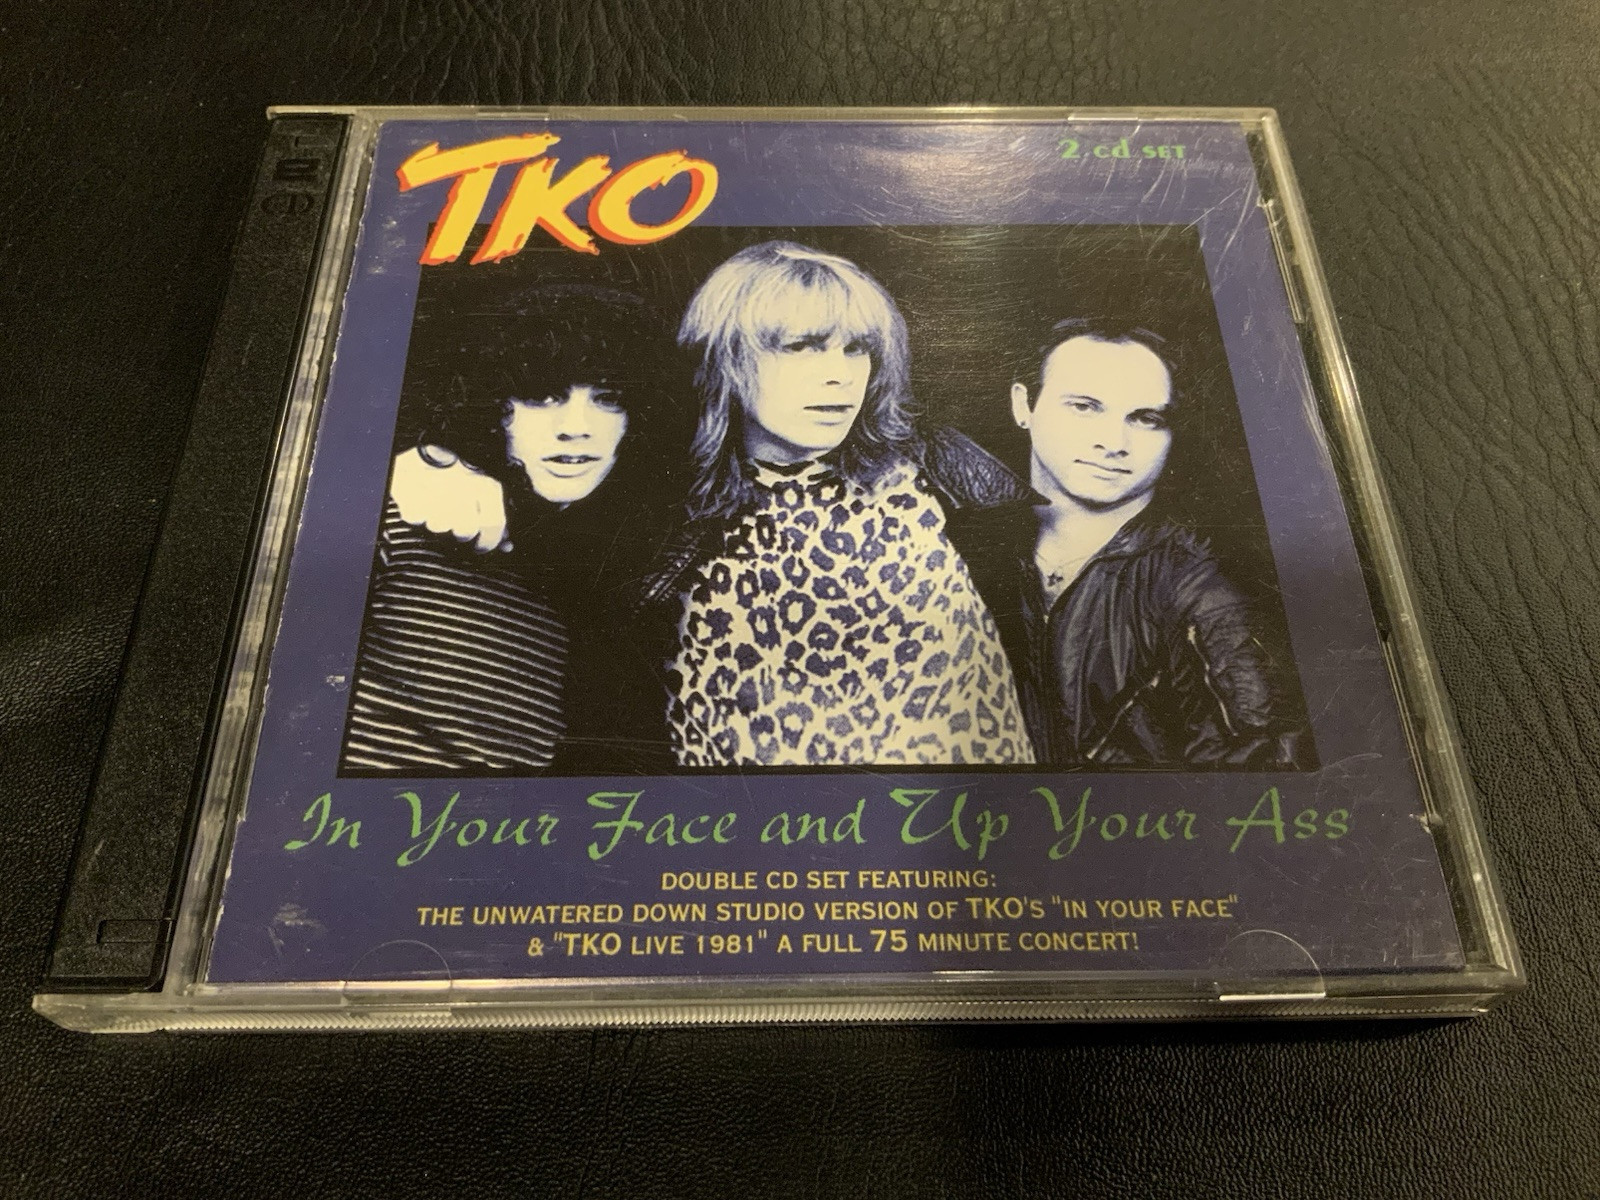 TKO
2 cd SET
In Your Face and Up Your Ass
DOUBLE CD SET FEATURING:
THE UNWATERED DOWN STUDIO VERSION OF TKO'S "IN YOUR FACE"
& "TKO LIVE 1981" A FULL 75 MINUTE CONCERT!